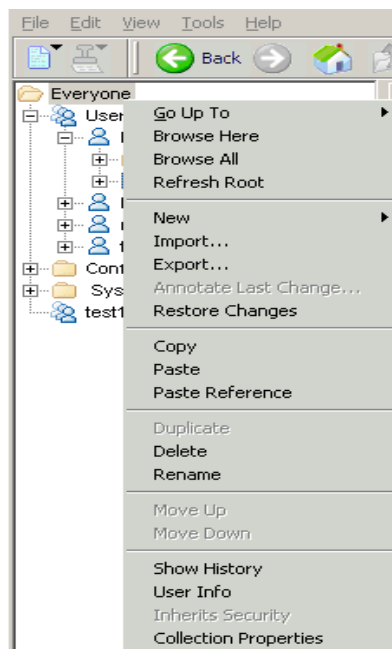 File Edit View Tools Help
Back
Everyone
User
Go Up To
Browse Here
Browse All
Refresh Root
New
Cont
Import...
Export...
Sys
Annotate Last Change...
test1
Restore Changes
Copy
Paste
Paste Reference
Duplicate
Delete
Rename
Move Up
Move Down
Show History
User Info
Inherits Security
Collection Properties